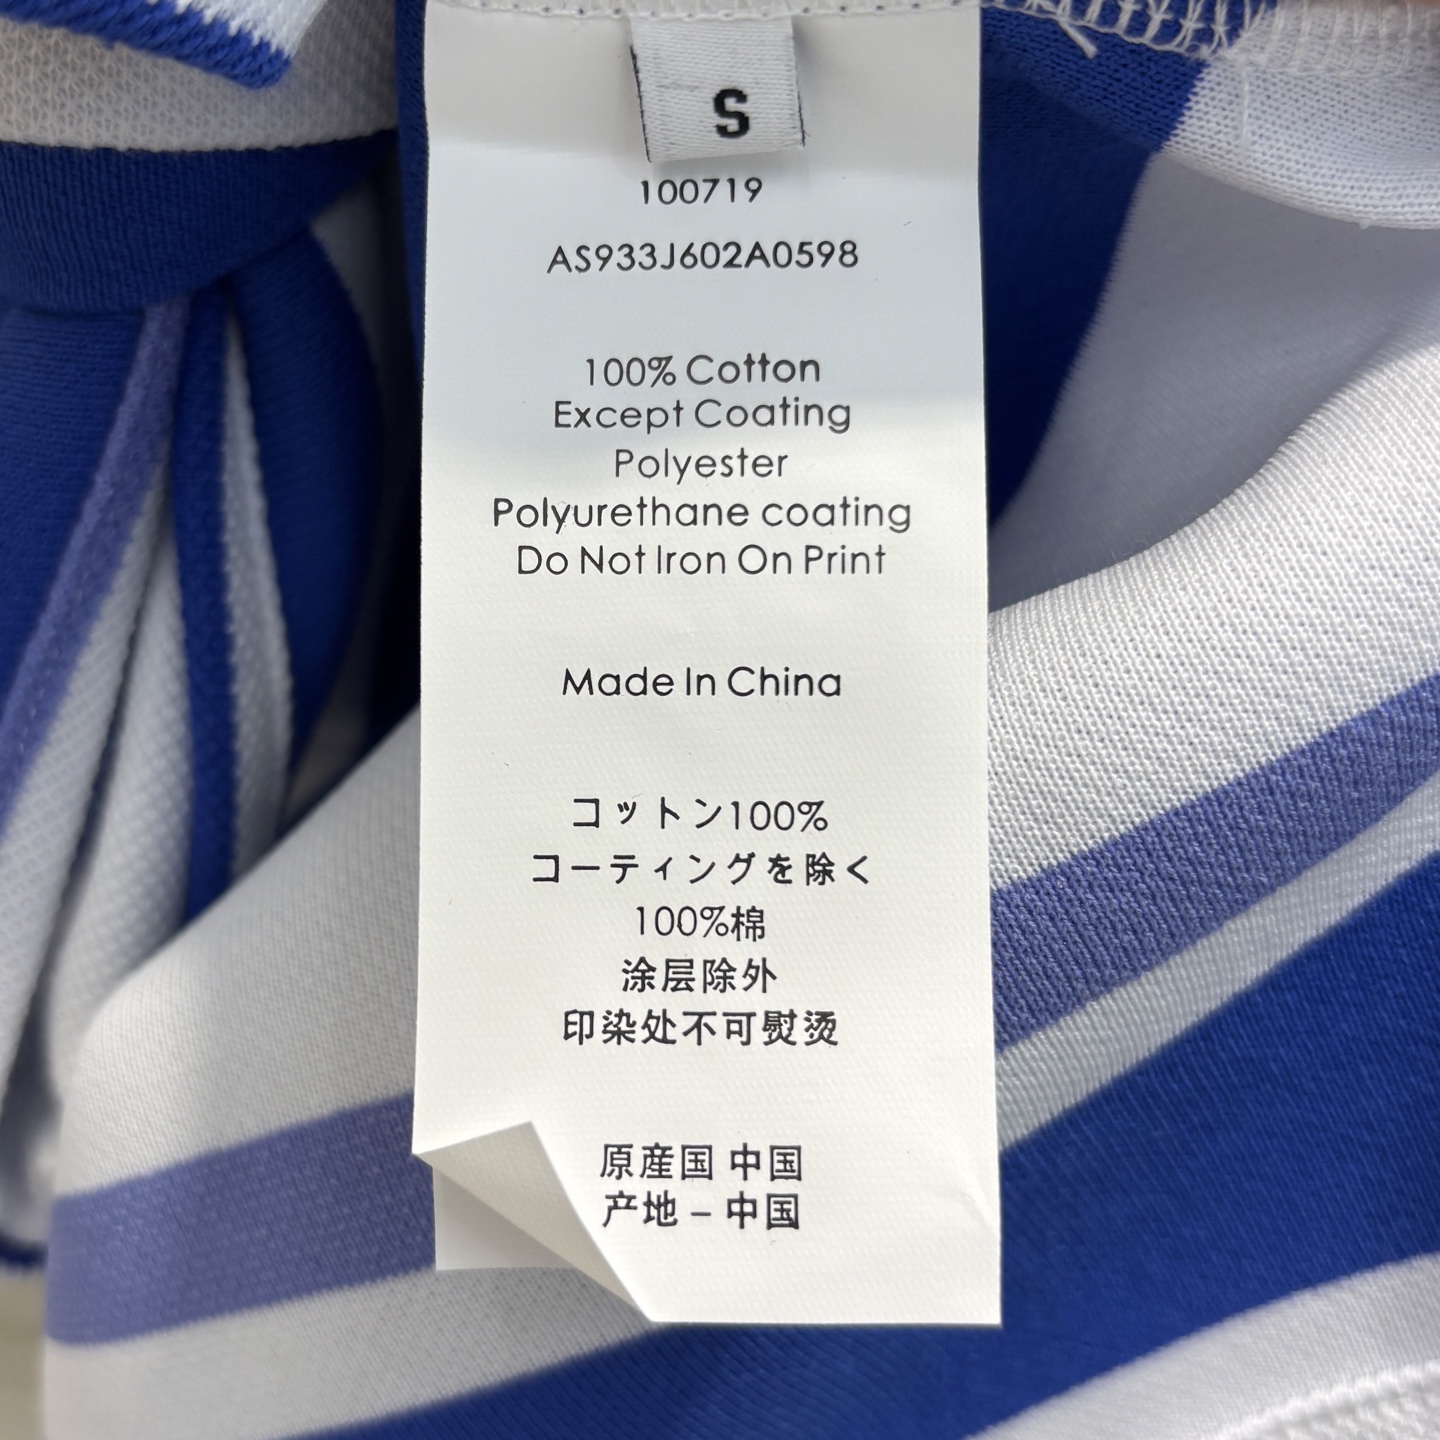 S
100719
AS933J602A0598
100% Cotton
Except Coating
Polyester
Polyurethane coating
Do Not Iron On Print
Made In China
コットン100%
コーティングを除く
100%棉
涂层除外
印染处不可熨烫
原産国 中国
产地 – 中国